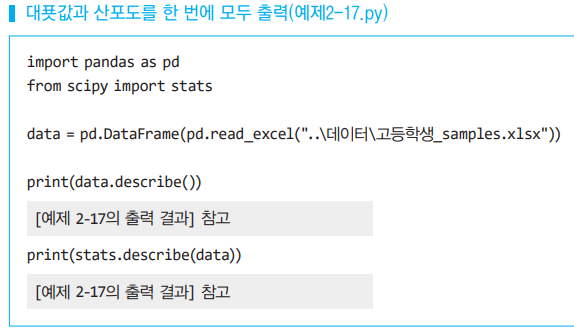 대푯값과 산포도를 한 번에 모두 출력(예제2-17.py)
import pandas as pd
from scipy import stats
data = pd.DataFrame(pd.read_excel("..\데이터\고등학생_samples.xlsx"))
print(data.describe())
[예제 2-17의 출력 결과] 참고
print(stats.describe(data))
[예제 2-17의 출력 결과] 참고